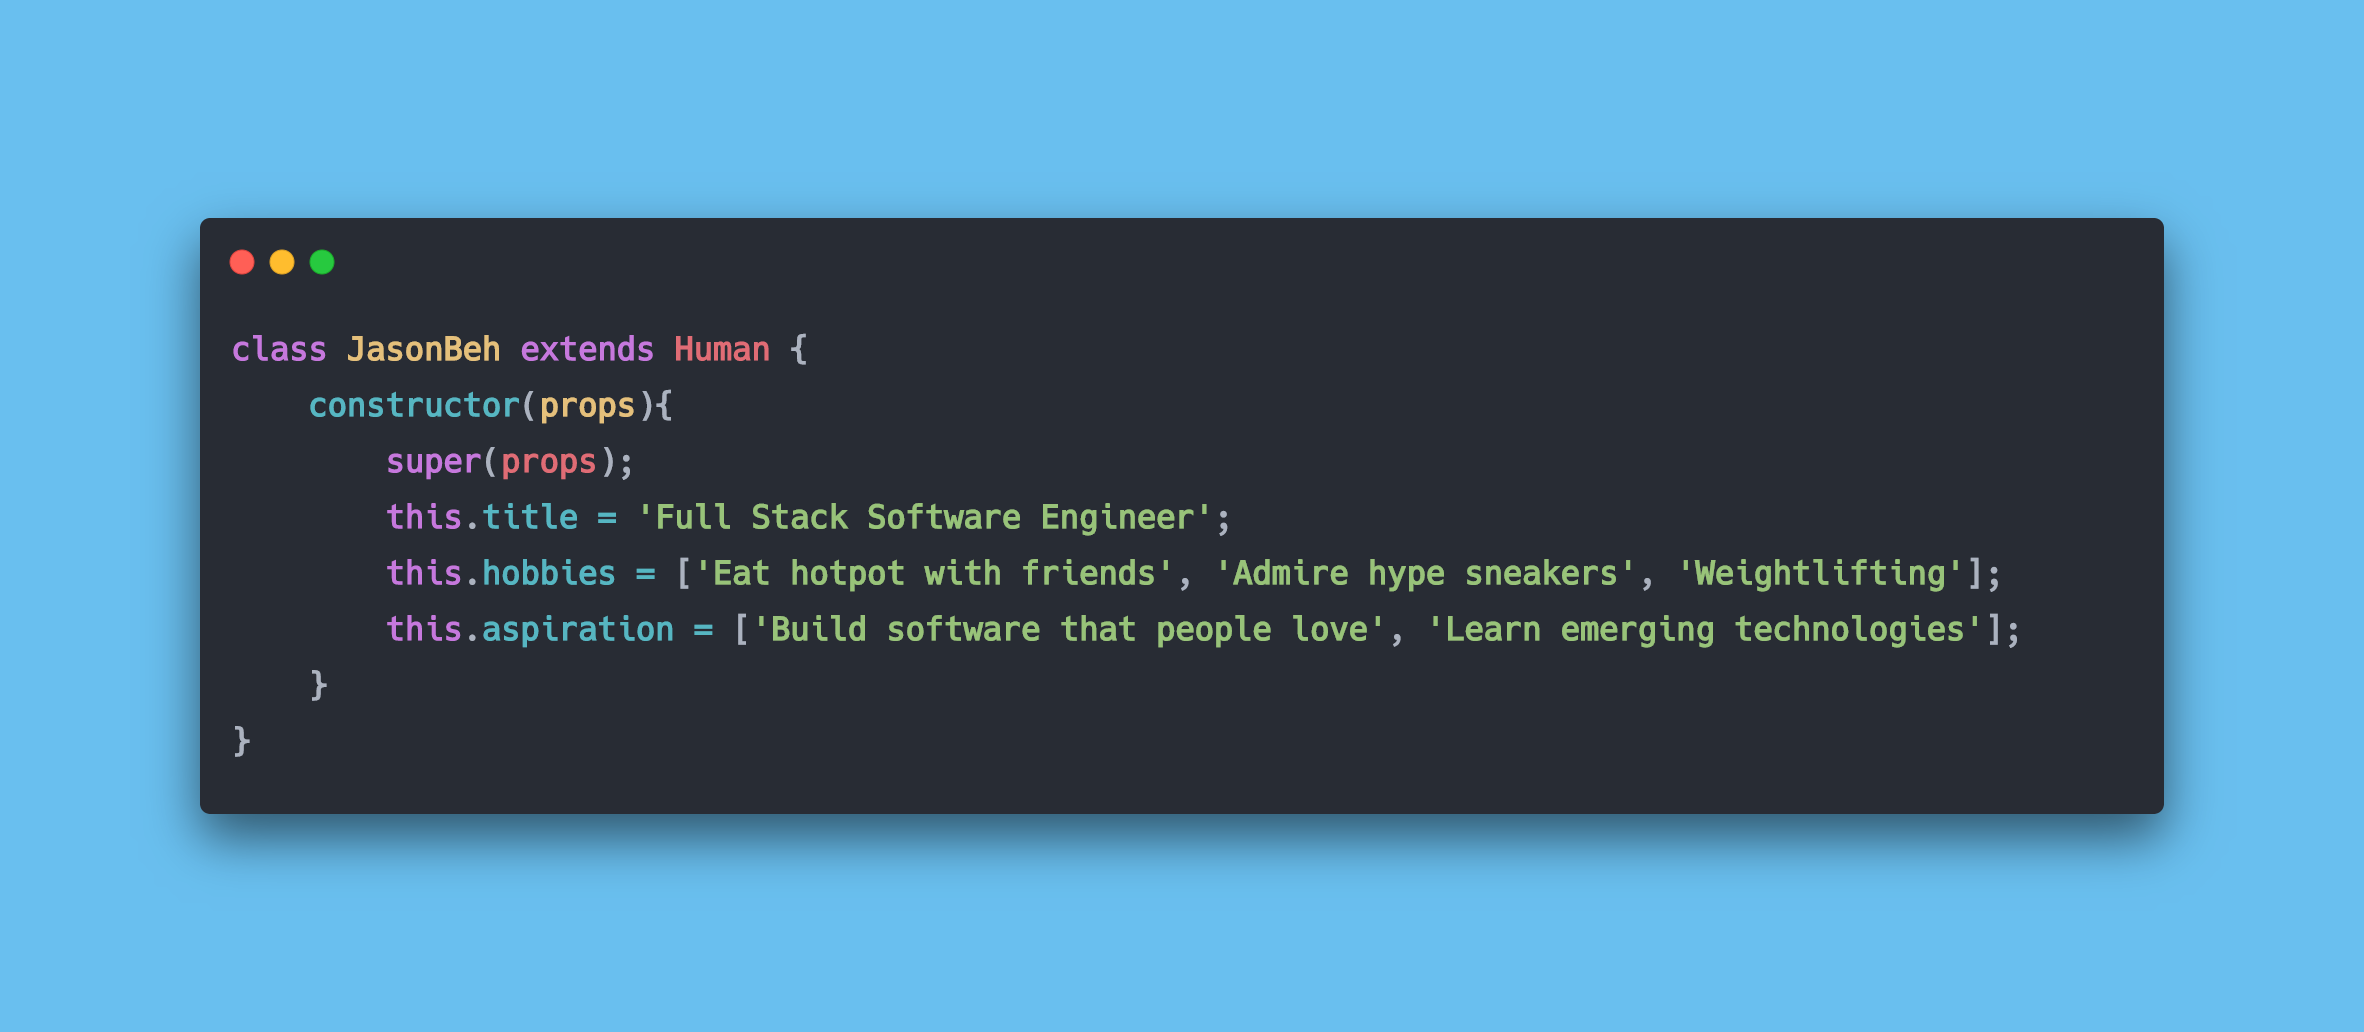 class JasonBeh extends Human {
    constructor(props){
        super(props);
        this.title = 'Full Stack Software Engineer';
        this.hobbies = ['Eat hotpot with friends', 'Admire hype sneakers', 'Weightlifting'];
        this.aspiration = ['Build software that people love', 'Learn emerging technologies'];
    }
}